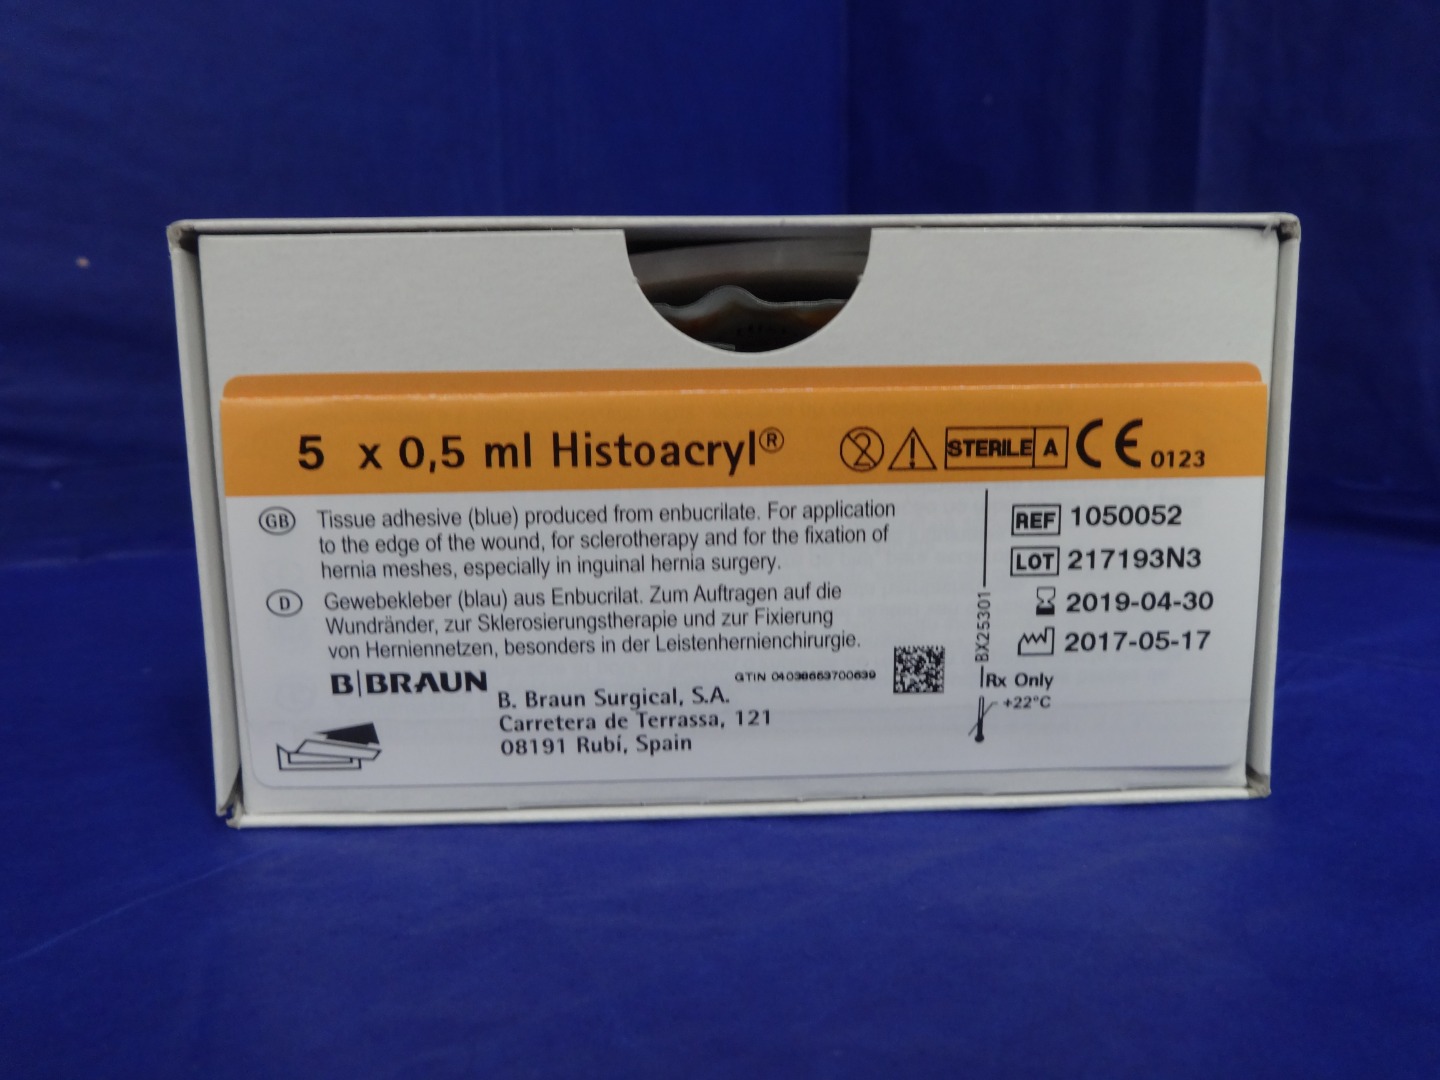 5 x 0,5 ml Histoacryl®
2 STERILE A CE 0123
GB Tissue adhesive (blue) produced from enbucrilate. For application
to the edge of the wound, for sclerotherapy and for the fixation of
hernia meshes, especially in inguinal hernia surgery.
D Gewebekleber (blau) aus Enbucrilat. Zum Auftragen auf die
Wundränder, zur Sklerosierungstherapie und zur Fixierung
von Herniennetzen, besonders in der Leistenhernienchirurgie.
B|BRAUN
B. Braun Surgical, S.A.
Carretera de Terrassa, 121
08191 Rubí, Spain
GTIN 04038653700639
BX25301
REF 1050052
LOT 217193N3
2019-04-30
2017-05-17
Rx Only
+22°C